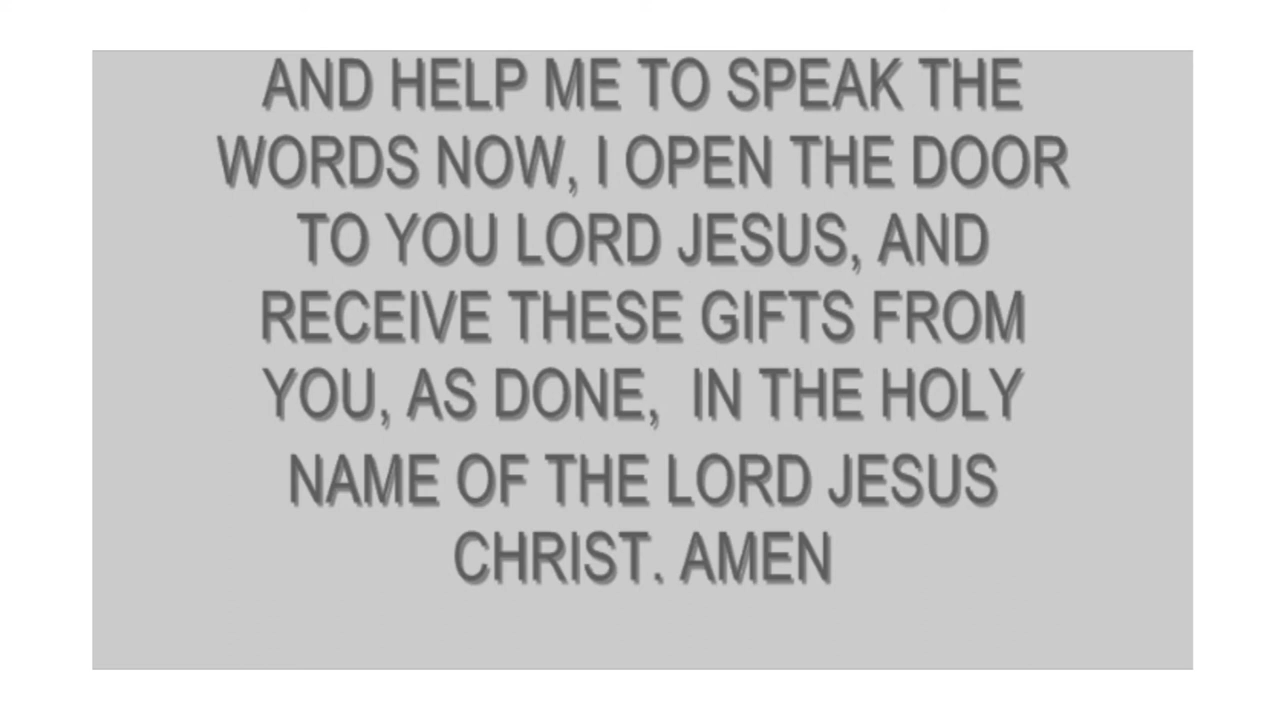 AND HELP ME TO SPEAK THE
WORDS NOW, I OPEN THE DOOR
TO YOU LORD JESUS, AND
RECEIVE THESE GIFTS FROM
YOU, AS DONE,  IN THE HOLY
NAME OF THE LORD JESUS
CHRIST. AMEN